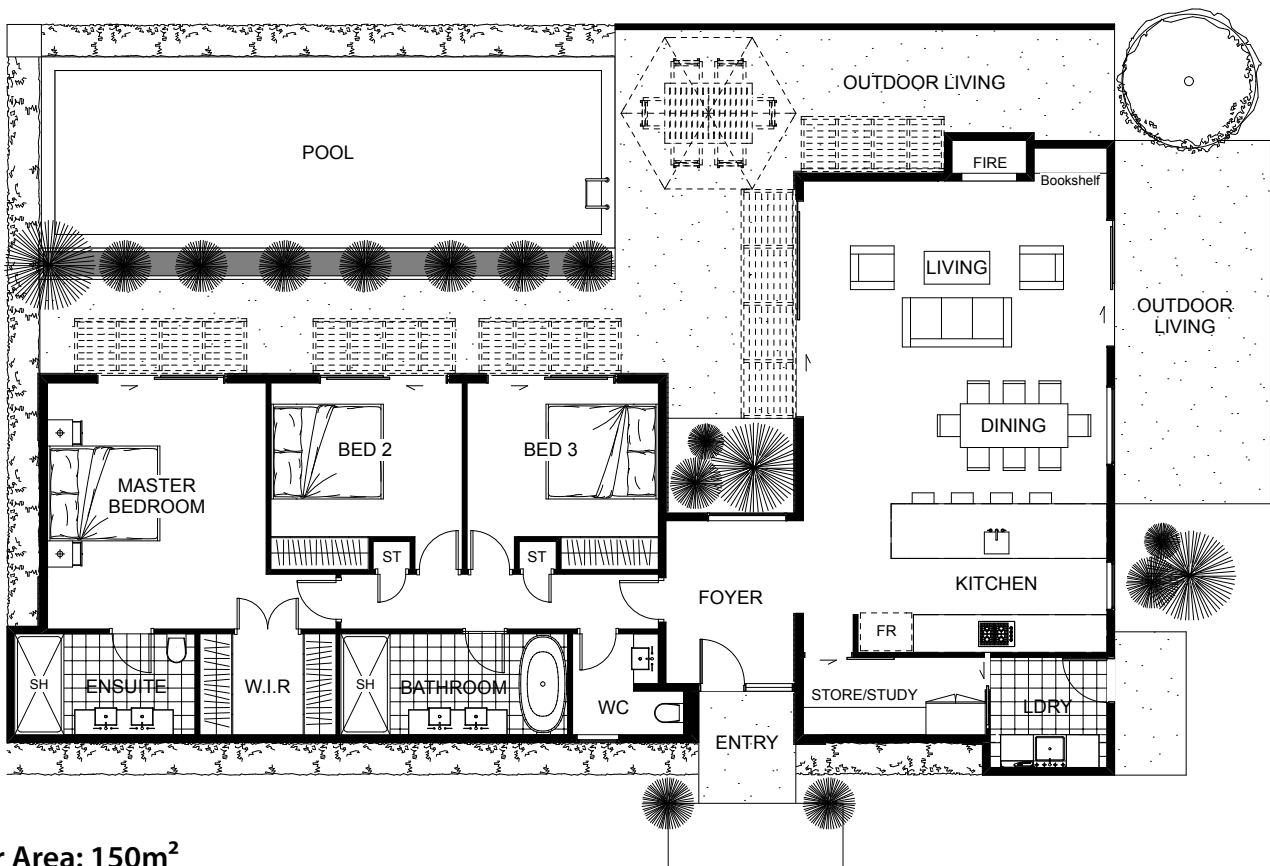 OUTDOOR LIVING
POOL
FIRE
Bookshelf
LIVING
OUTDOOR
LIVING
DINING
BED 2
BED 3
MASTER
BEDROOM
ST
ST
KITCHEN
FOYER
FR
SH
ENSUITE
W.I.R
SH
BATHROOM
WC
STORE/STUDY
LDRY
ENTRY
Area: 150m²